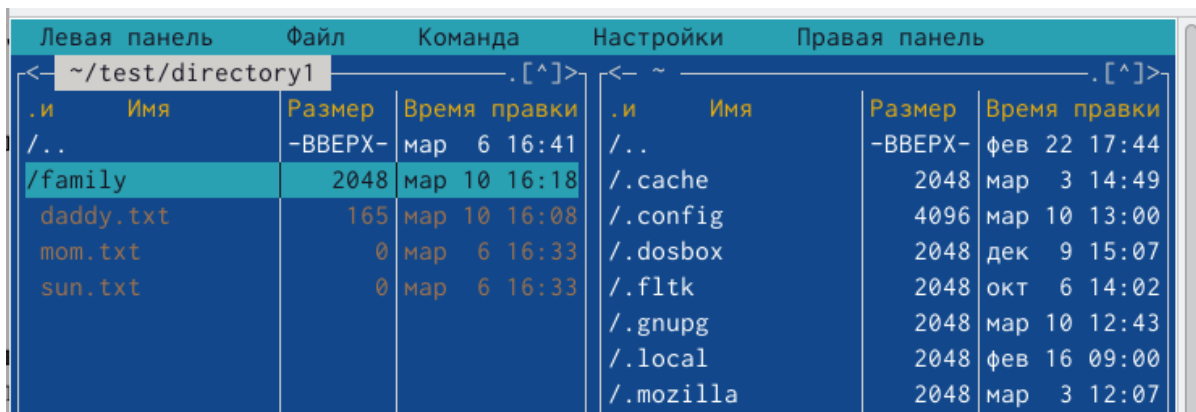 Левая панель Файл Команда Настройки Правая панель
<— ~/test/directory1 .[^]> <— ~ .[^]>
.и Имя Размер Время правки .и Имя Размер Время правки
/.. -ВВЕРХ- мар 6 16:41 /.. -ВВЕРХ- фев 22 17:44
/family 2048 мар 10 16:18 /.cache 2048 мар 3 14:49
daddy.txt 165 мар 10 16:08 /.config 4096 мар 10 13:00
mom.txt 0 мар 6 16:33 /.dosbox 2048 дек 9 15:07
sun.txt 0 мар 6 16:33 /.fltk 2048 окт 6 14:02
/.gnupg 2048 мар 10 12:43
/.local 2048 фев 16 09:00
/.mozilla 2048 мар 3 12:07